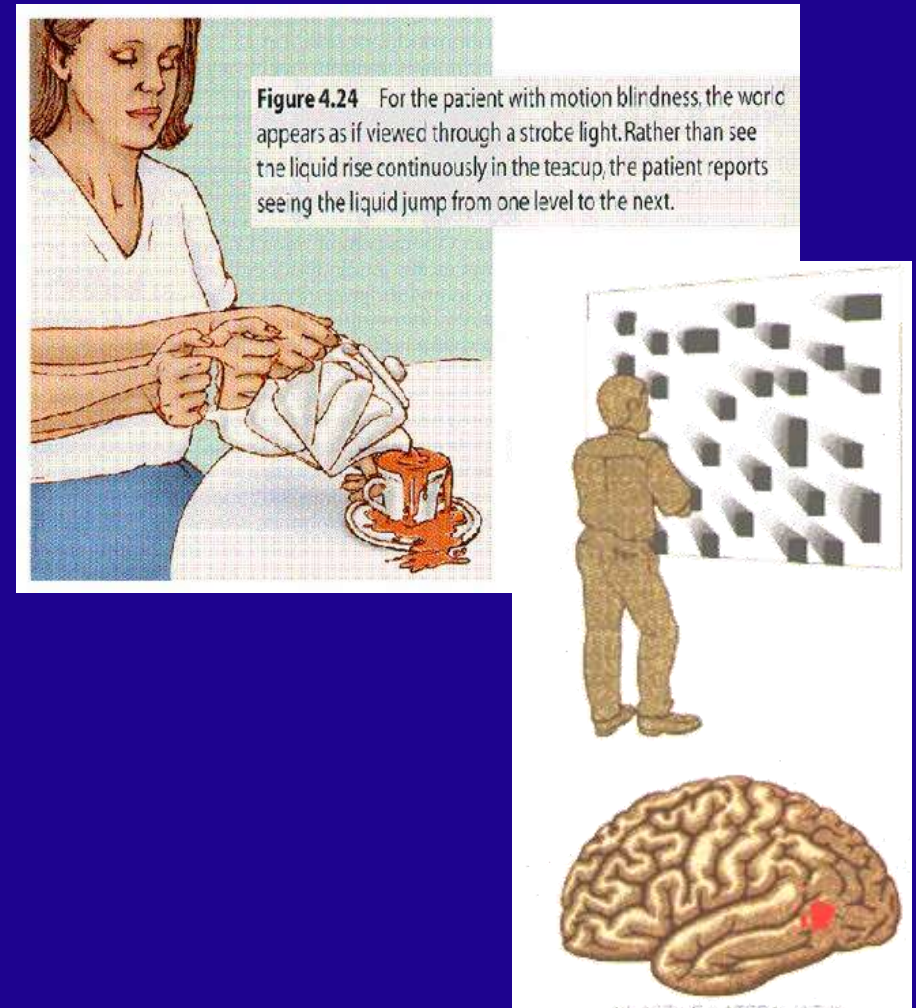 Figure 4.24 For the patient with motion blindness, the world
appears as if viewed through a strobe light. Rather than see
the liquid rise continuously in the teacup, the patient reports
seeing the liquid jump from one level to the next.